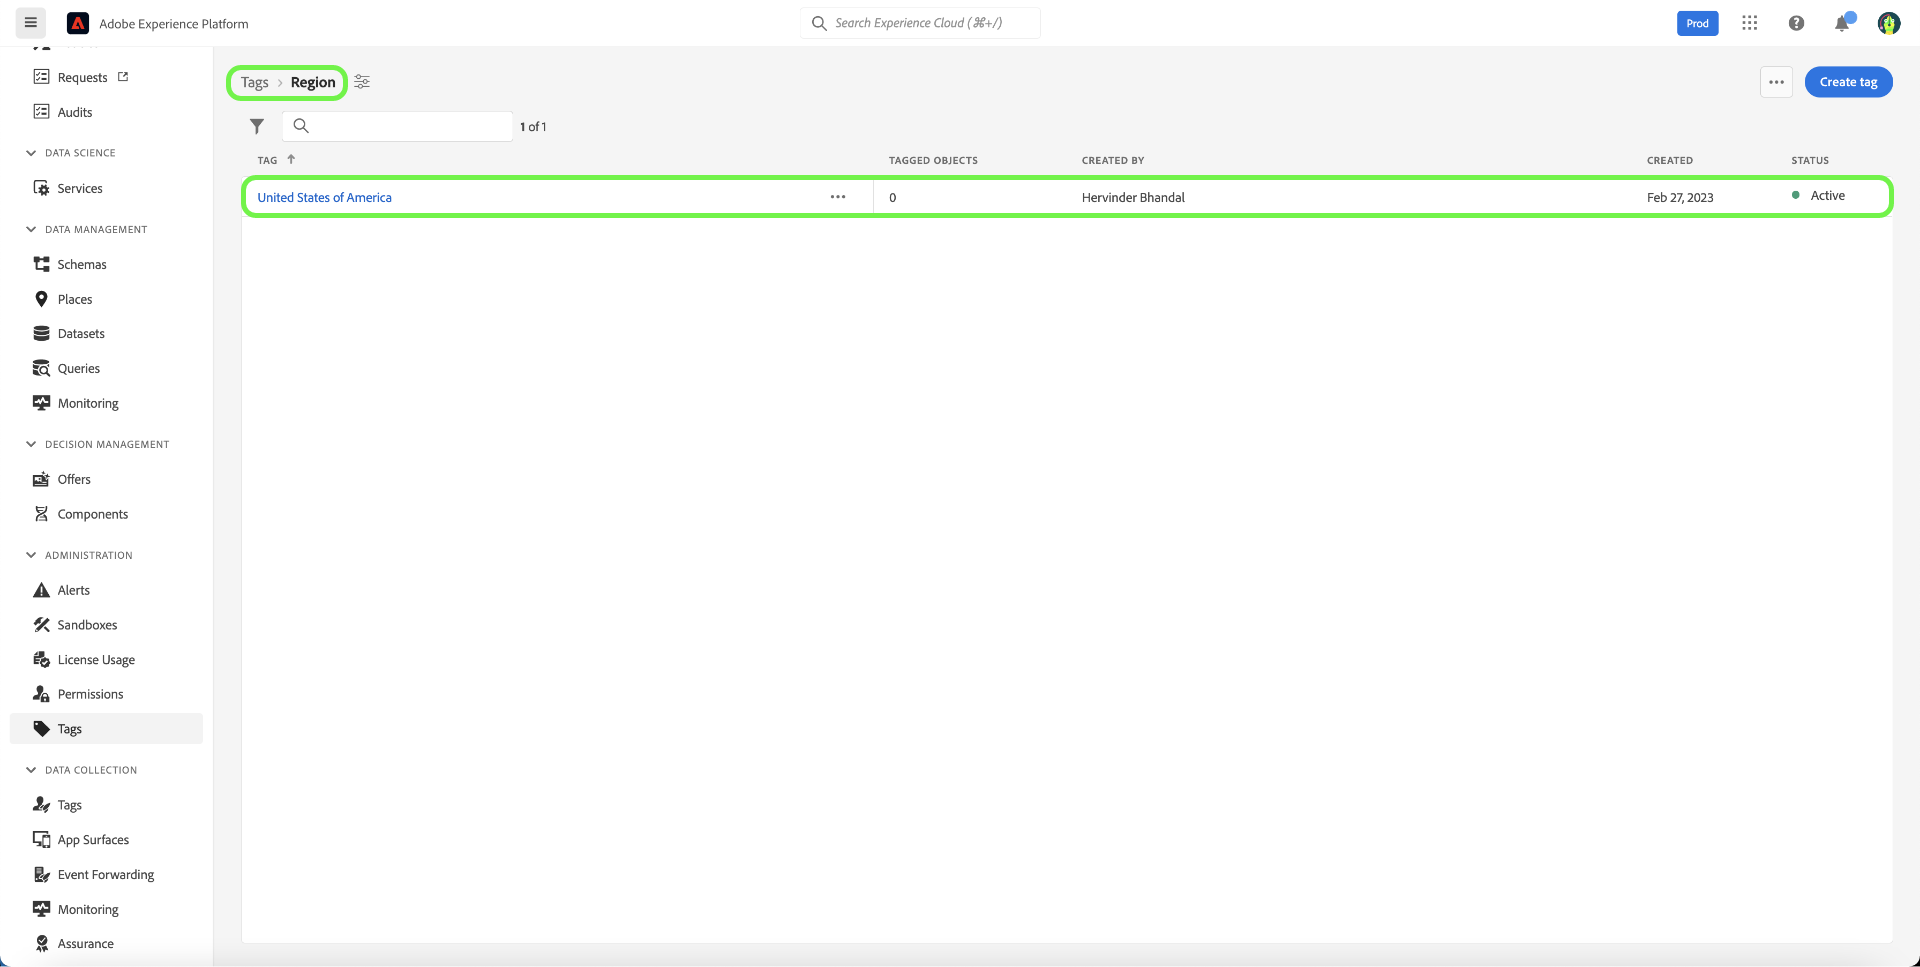 Adobe Experience Platform
Search Experience Cloud (⌘+/)
Prod
Requests
Audits
DATA SCIENCE
Services
DATA MANAGEMENT
Schemas
Places
Datasets
Queries
Monitoring
DECISION MANAGEMENT
Offers
Components
ADMINISTRATION
Alerts
Sandboxes
License Usage
Permissions
Tags
DATA COLLECTION
Tags
App Surfaces
Event Forwarding
Monitoring
Assurance
Tags > Region
Create tag
1 of 1
TAG TAGGED OBJECTS CREATED BY CREATED STATUS
United States of America 0 Hervinder Bhandal Feb 27, 2023 Active